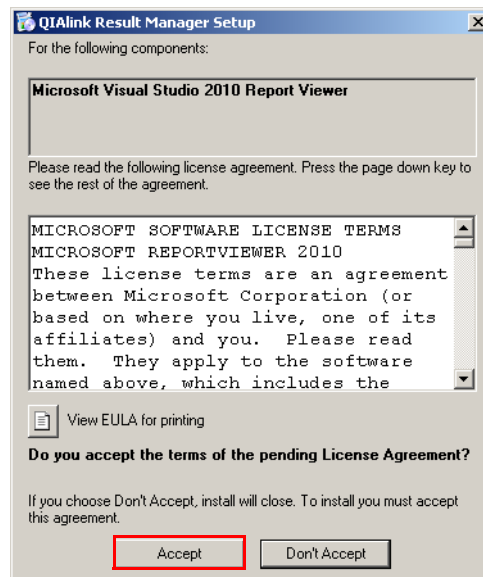 QIAlink Result Manager Setup
For the following components:
Microsoft Visual Studio 2010 Report Viewer
Please read the following license agreement. Press the page down key to
see the rest of the agreement.
MICROSOFT SOFTWARE LICENSE TERMS
MICROSOFT REPORTVIEWER 2010
These license terms are an agreement
between Microsoft Corporation (or
based on where you live, one of its
affiliates) and you.  Please read
them.  They apply to the software
named above, which includes the
View EULA for printing
Do you accept the terms of the pending License Agreement?
If you choose Don't Accept, install will close. To install you must accept
this agreement.
Accept
Don't Accept